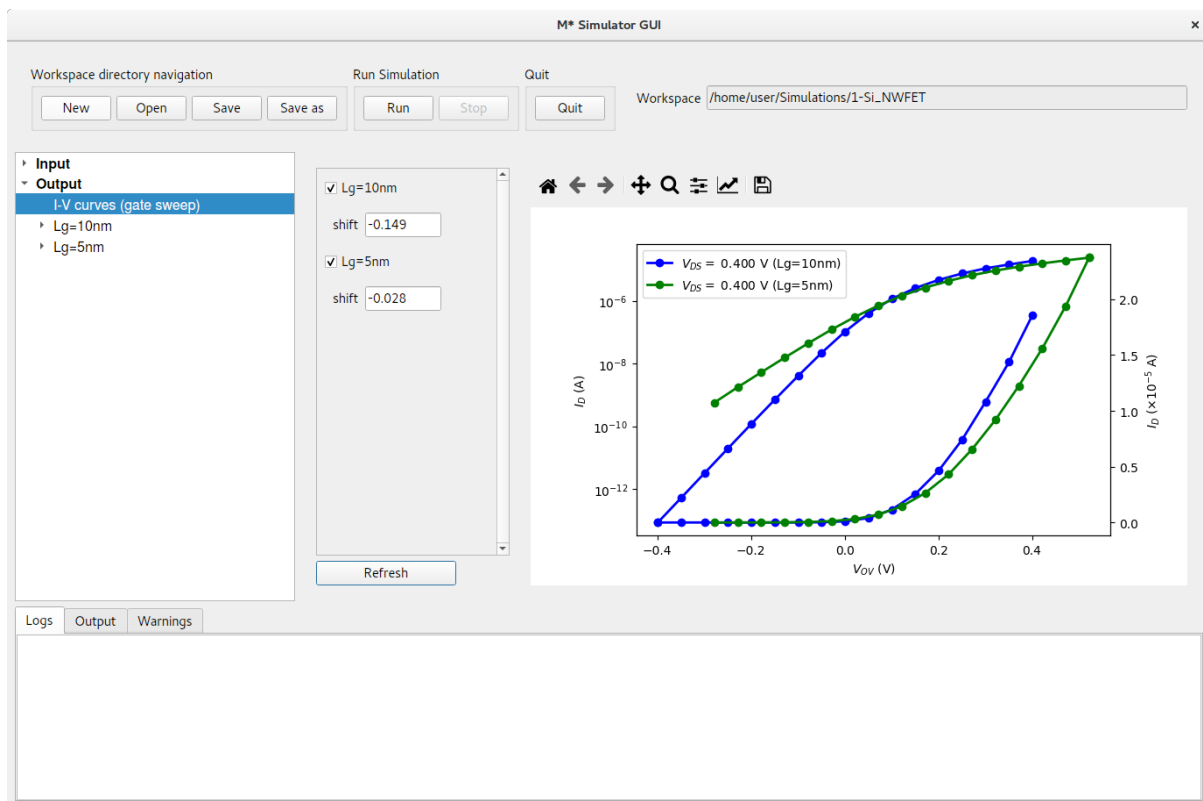 M* Simulator GUI
×
Workspace directory navigation
Run Simulation
Quit
New
Open
Save
Save as
Run
Stop
Quit
Workspace
/home/user/Simulations/1-Si_NWFET
Input
Output
I-V curves (gate sweep)
Lg=10nm
Lg=5nm
Lg=10nm
shift
-0.149
Lg=5nm
shift
-0.028
Refresh
V_DS = 0.400 V (Lg=10nm)
V_DS = 0.400 V (Lg=5nm)
10⁻⁶
10⁻⁸
10⁻¹⁰
10⁻¹²
I_D (A)
2.0
1.5
1.0
0.5
0.0
I_D (×10⁻⁵ A)
−0.4
−0.2
0.0
0.2
0.4
V_OV (V)
Logs
Output
Warnings